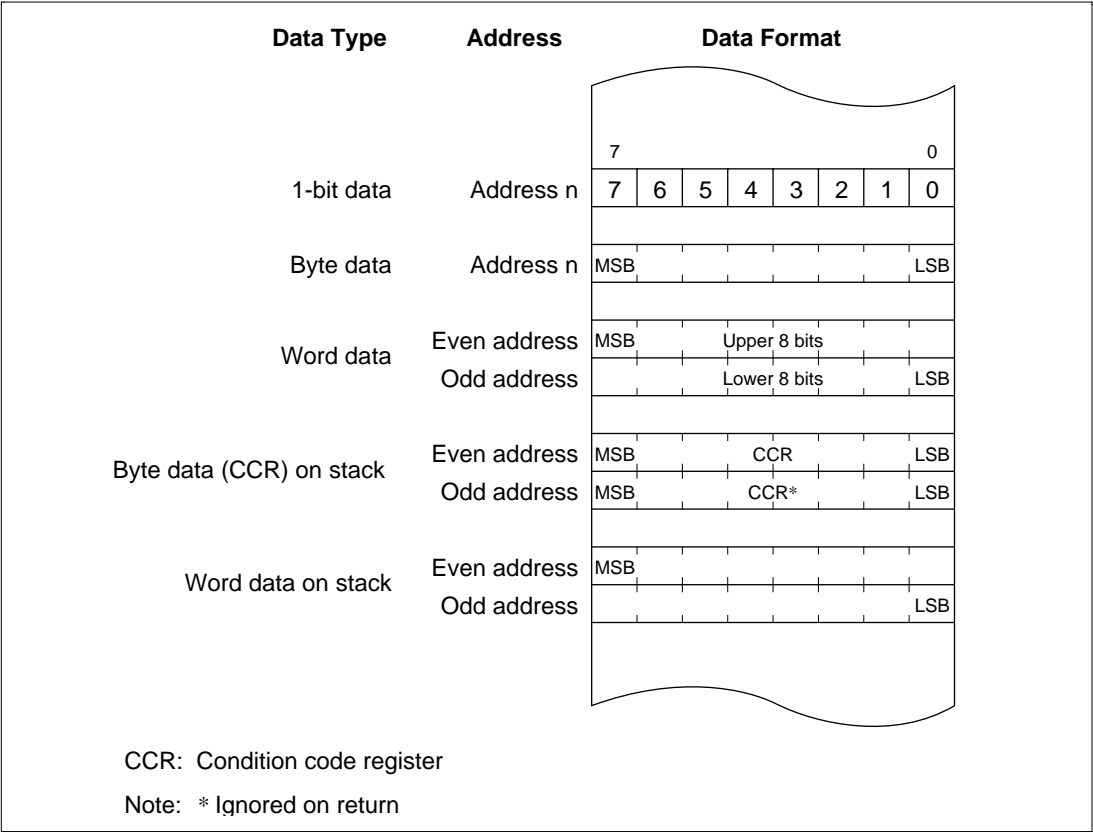 Data Type Address Data Format
7 0
1-bit data Address n 7 6 5 4 3 2 1 0
Byte data Address n MSB LSB
Even address MSB Upper 8 bits
Word data
Odd address Lower 8 bits LSB
Even address MSB CCR LSB
Byte data (CCR) on stack
Odd address MSB CCR* LSB
Even address MSB
Word data on stack
Odd address LSB
CCR: Condition code register
Note: * Ignored on return